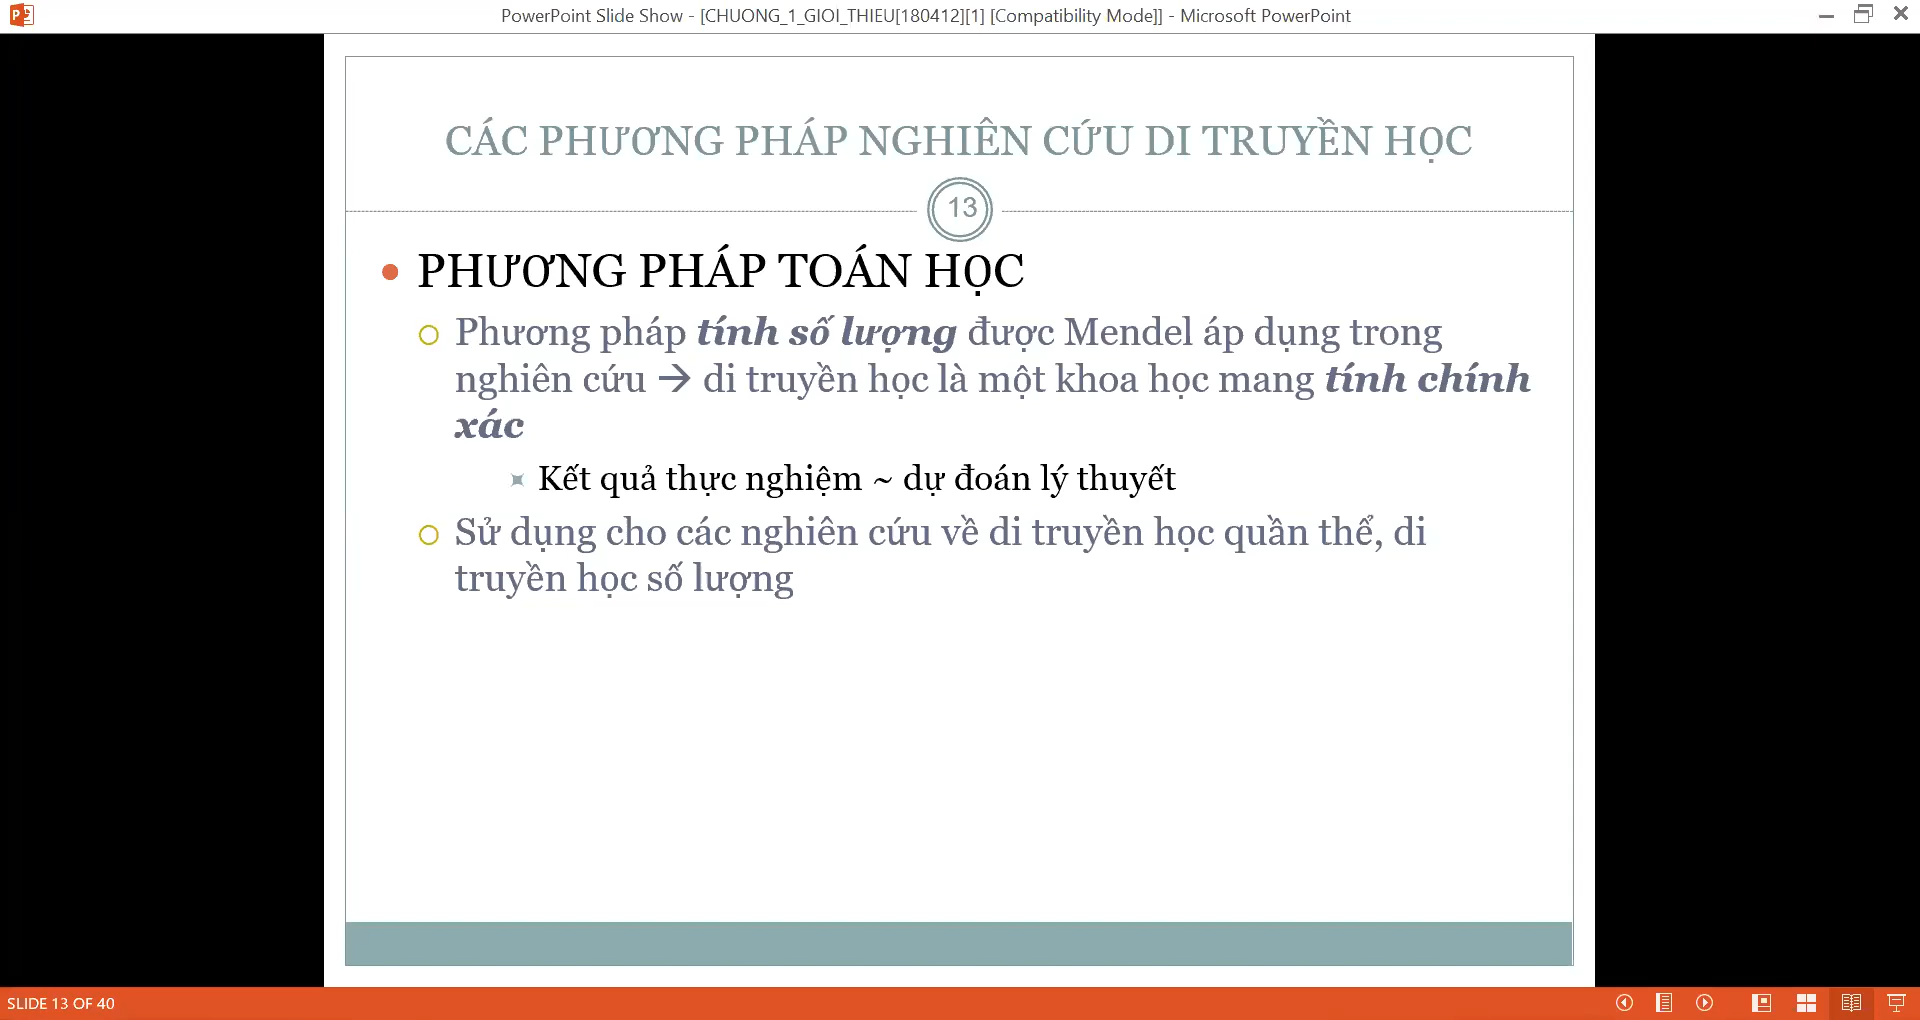 PowerPoint Slide Show - [CHUONG_1_GIOI_THIEU[180412][1] [Compatibility Mode]] - Microsoft PowerPoint
CÁC PHƯƠNG PHÁP NGHIÊN CỨU DI TRUYỀN HỌC
13
PHƯƠNG PHÁP TOÁN HỌC
Phương pháp tính số lượng được Mendel áp dụng trong
nghiên cứu → di truyền học là một khoa học mang tính chính
xác
Kết quả thực nghiệm ~ dự đoán lý thuyết
Sử dụng cho các nghiên cứu về di truyền học quần thể, di
truyền học số lượng
SLIDE 13 OF 40